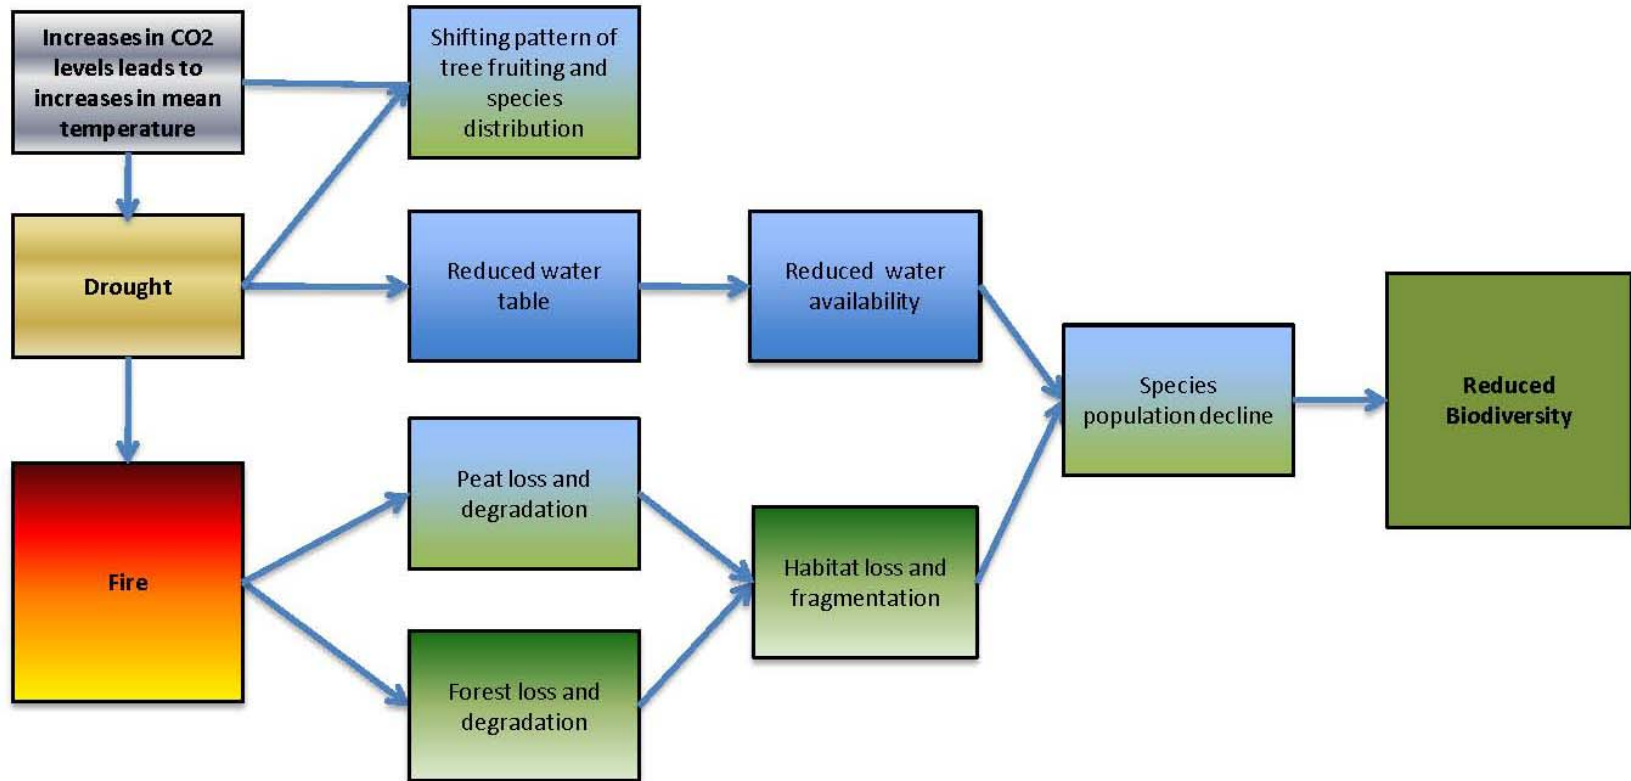 Increases in CO2
levels leads to
increases in mean
temperature
Shifting pattern of
tree fruiting and
species
distribution
Drought
Reduced water
table
Reduced water
availability
Species
population decline
Reduced
Biodiversity
Fire
Peat loss and
degradation
Habitat loss and
fragmentation
Forest loss and
degradation